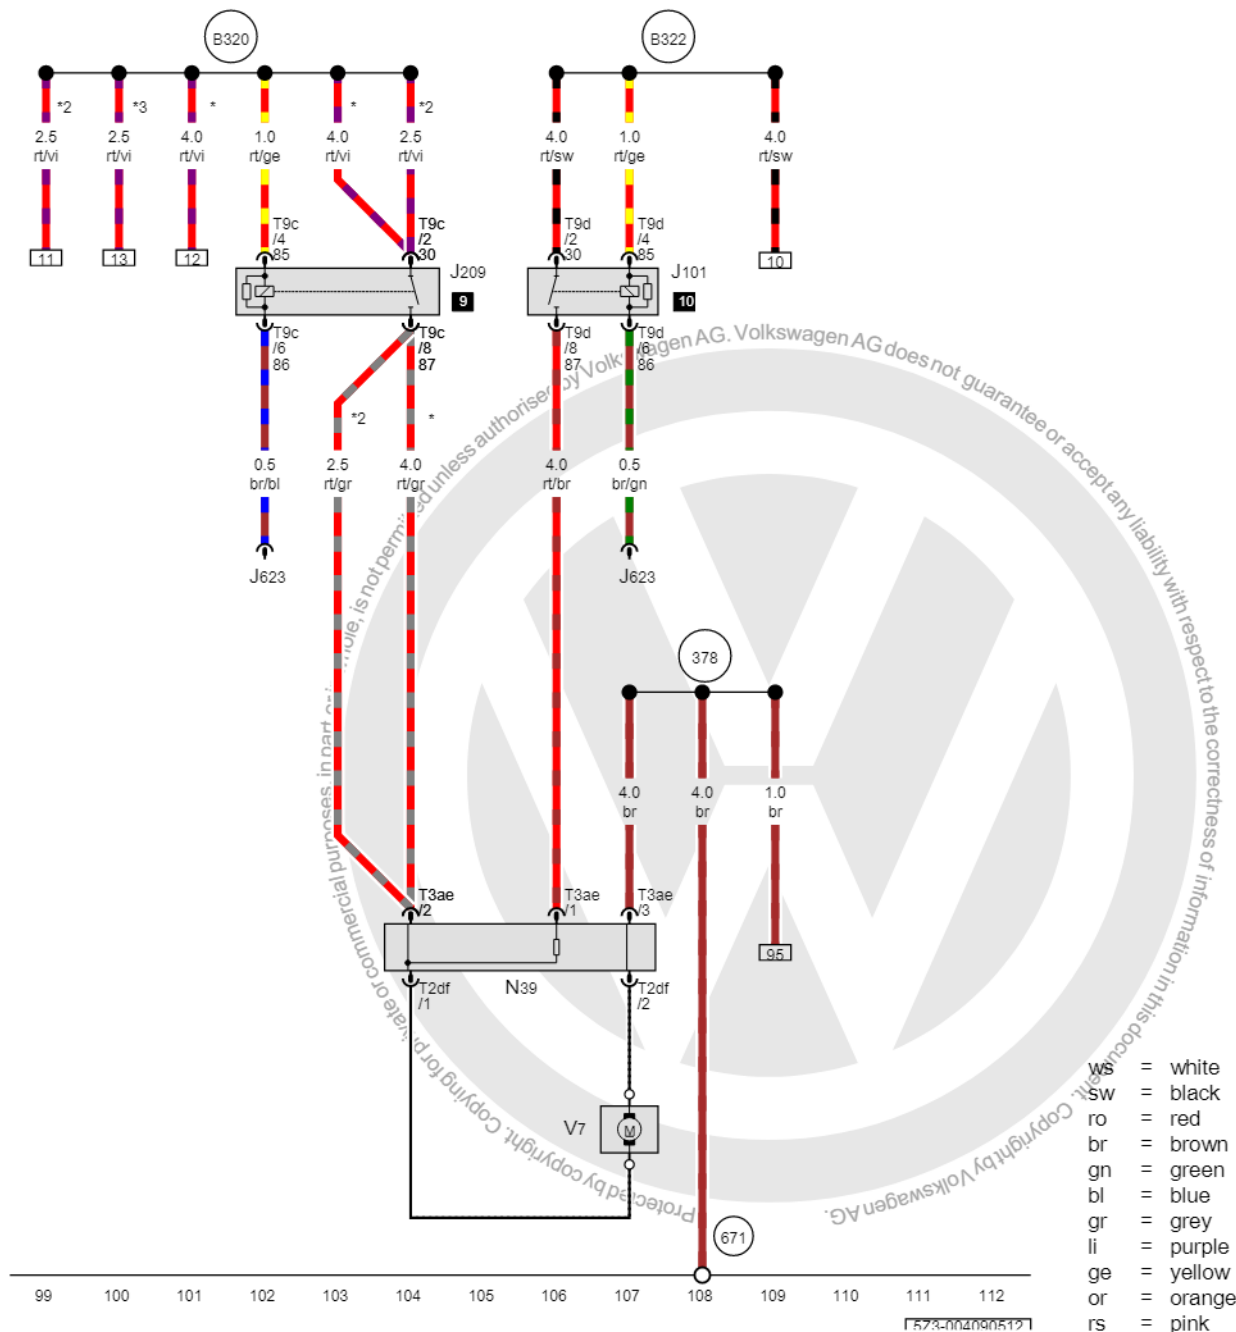 B320
B322
*2
*3
*
*
*2
2.5 2.5 4.0 1.0 4.0 2.5 4.0 1.0 4.0
rt/vi rt/vi rt/vi rt/ge rt/vi rt/vi rt/sw rt/ge rt/sw
T9c T9c T9d T9d
/4 /2 /2 /4
11 13 12 85 30 30 85 10
J209
J101
9
10
T9c T9c T9d T9d
/6 /8 /8 /6
86 87 87 86
*2
*
0.5 2.5 4.0 4.0 0.5
br/bl rt/gr rt/gr rt/br br/gn
J623
J623
378
4.0 4.0 1.0
br br br
T3ae T3ae T3ae
/2 /1 /3
95
T2df N39 T2df
/1 /2
V7
M
671
99 100 101 102 103 104 105 106 107 108 109 110 111 112
5Z3-004090512
ws = white
sw = black
ro = red
br = brown
gn = green
bl = blue
gr = grey
li = purple
ge = yellow
or = orange
rs = pink
Protected by copyright. Copying for private or commercial purposes, in part or in whole, is not permitted unless authorised by Volkswagen AG. Volkswagen AG does not guarantee or accept any liability with respect to the correctness of information in this document. Copyright by Volkswagen AG.